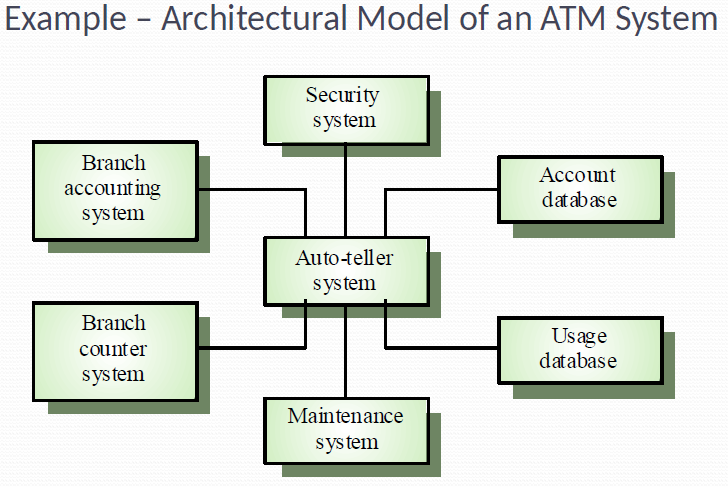 Example – Architectural Model of an ATM System
Security
system
Branch
accounting
system
Account
database
Auto-teller
system
Branch
counter
system
Usage
database
Maintenance
system